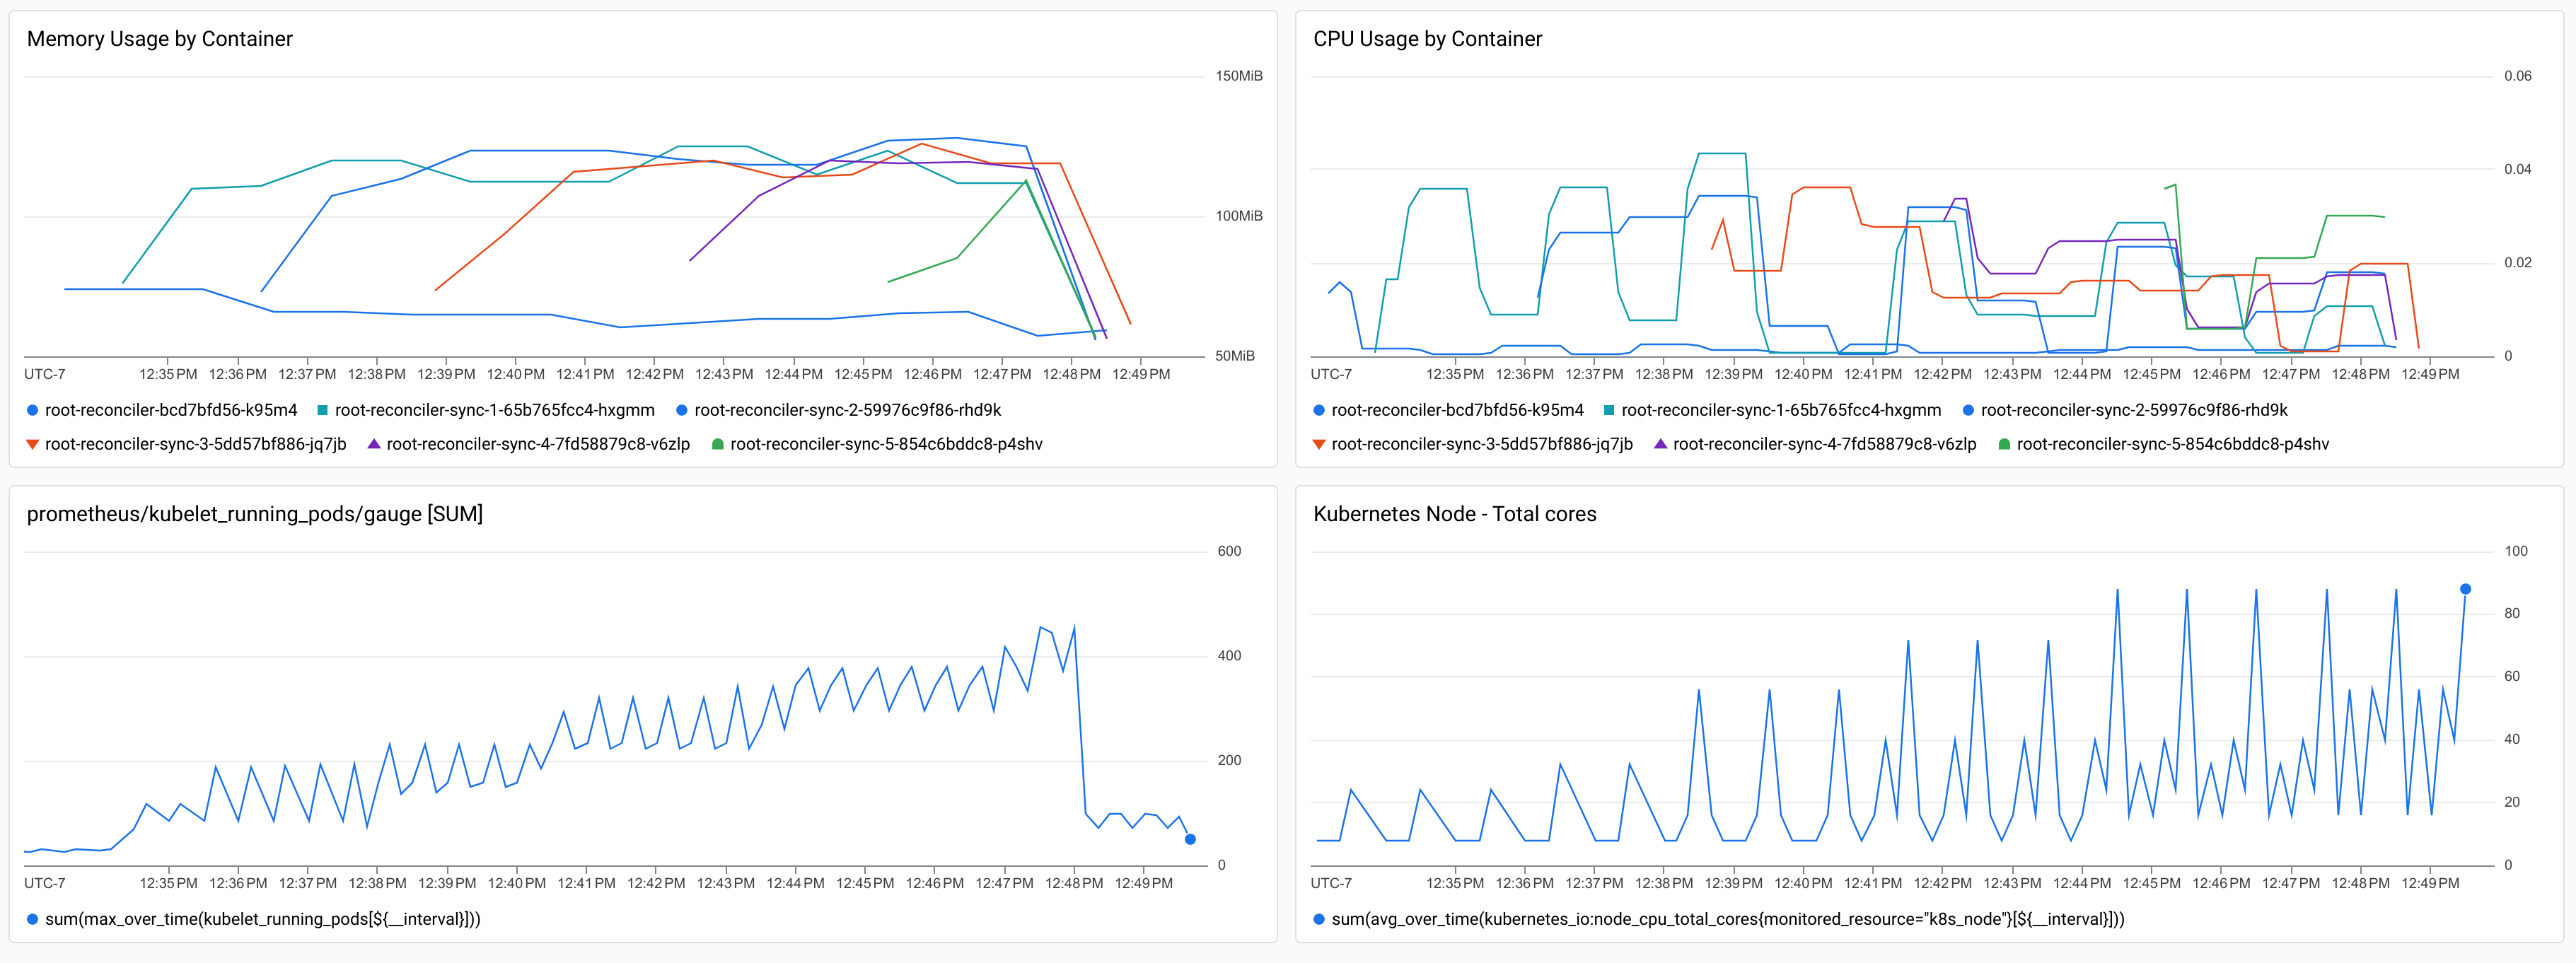 Memory Usage by Container
150MiB
100MiB
50MiB
UTC-7 12:35 PM 12:36 PM 12:37 PM 12:38 PM 12:39 PM 12:40 PM 12:41 PM 12:42 PM 12:43 PM 12:44 PM 12:45 PM 12:46 PM 12:47 PM 12:48 PM 12:49 PM
root-reconciler-bcd7bfd56-k95m4 root-reconciler-sync-1-65b765fcc4-hxgmm root-reconciler-sync-2-59976c9f86-rhd9k
root-reconciler-sync-3-5dd57bf886-jq7jb root-reconciler-sync-4-7fd58879c8-v6zlp root-reconciler-sync-5-854c6bddc8-p4shv
CPU Usage by Container
0.06
0.04
0.02
0
UTC-7 12:35 PM 12:36 PM 12:37 PM 12:38 PM 12:39 PM 12:40 PM 12:41 PM 12:42 PM 12:43 PM 12:44 PM 12:45 PM 12:46 PM 12:47 PM 12:48 PM 12:49 PM
root-reconciler-bcd7bfd56-k95m4 root-reconciler-sync-1-65b765fcc4-hxgmm root-reconciler-sync-2-59976c9f86-rhd9k
root-reconciler-sync-3-5dd57bf886-jq7jb root-reconciler-sync-4-7fd58879c8-v6zlp root-reconciler-sync-5-854c6bddc8-p4shv
prometheus/kubelet_running_pods/gauge [SUM]
600
400
200
0
UTC-7 12:35 PM 12:36 PM 12:37 PM 12:38 PM 12:39 PM 12:40 PM 12:41 PM 12:42 PM 12:43 PM 12:44 PM 12:45 PM 12:46 PM 12:47 PM 12:48 PM 12:49 PM
sum(max_over_time(kubelet_running_pods[${__interval}]))
Kubernetes Node - Total cores
100
80
60
40
20
0
UTC-7 12:35 PM 12:36 PM 12:37 PM 12:38 PM 12:39 PM 12:40 PM 12:41 PM 12:42 PM 12:43 PM 12:44 PM 12:45 PM 12:46 PM 12:47 PM 12:48 PM 12:49 PM
sum(avg_over_time(kubernetes_io:node_cpu_total_cores{monitored_resource="k8s_node"}[${__interval}]))